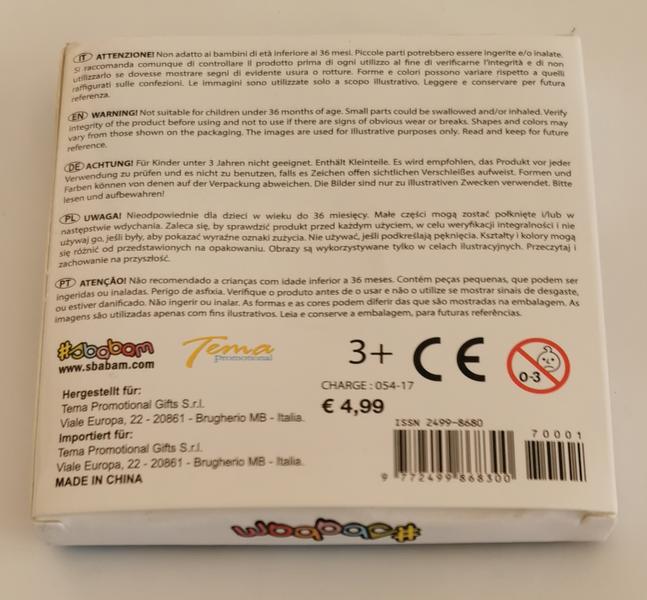 IT ATTENZIONE! Non adatto ai bambini di età inferiore ai 36 mesi. Piccole parti potrebbero essere ingerite e/o inalate.
Si raccomanda comunque di controllare il prodotto prima di ogni utilizzo al fine di verificarne l'integrità e di non
utilizzarlo se dovesse mostrare segni di evidente usura o rotture. Forme e colori possono variare rispetto a quelli
raffigurati sulle confezioni. Le immagini sono utilizzate solo a scopo illustrativo. Leggere e conservare per futura
referenza.
EN WARNING! Not suitable for children under 36 months of age. Small parts could be swallowed and/or inhaled. Verify
integrity of the product before using and not to use if there are signs of obvious wear or breaks. Shapes and colors may
vary from those shown on the packaging. The images are used for illustrative purposes only. Read and keep for future
reference.
DE ACHTUNG! Für Kinder unter 3 Jahren nicht geeignet. Enthält Kleinteile. Es wird empfohlen, das Produkt vor jeder
Verwendung zu prüfen und es nicht zu benutzen, falls es Zeichen offen sichtlichen Verschleißes aufweist. Formen und
Farben können von denen auf der Verpackung abweichen. Die Bilder sind nur zu illustrativen Zwecken verwendet. Bitte
lesen und aufbewahren!
PL UWAGA! Nieodpowiednie dla dzieci w wieku do 36 miesięcy. Małe części mogą zostać połknięte i/lub w
następstwie wdychania. Zaleca się, by sprawdzić produkt przed każdym użyciem, w celu weryfikacji integralności i nie
używaj go, jeśli były, aby pokazać wyraźne oznaki zużycia. Nie używać, jeśli podkreślają pęknięcia. Kształty i kolory mogą
się różnić od przedstawionych na opakowaniu. Obrazy są wykorzystywane tylko w celach ilustracyjnych. Przeczytaj i
zachowanie na przyszłość.
PT ATENÇÃO! Não recomendado a crianças com idade inferior a 36 meses. Contém peças pequenas, que podem ser
ingeridas ou inaladas. Perigo de asfixia. Verifique o produto antes de o usar e não o utilize se mostrar sinais de desgaste,
ou estiver danificado. Não ingerir ou inalar. As formas e as cores podem diferir das que são mostradas na embalagem. As
imagens são utilizadas apenas com fins ilustrativos. Leia e conserve a embalagem, para futuras referências.
#sbabam
www.sbabam.com
Tema
promotional
3+ CE
0-3
CHARGE : 054-17
€ 4,99
Hergestellt für:
Tema Promotional Gifts S.r.l.
Viale Europa, 22 - 20861 - Brugherio MB - Italia.
Importiert für:
Tema Promotional Gifts S.r.l.
Viale Europa, 22 - 20861 - Brugherio MB - Italia.
MADE IN CHINA
ISSN 2499-8680
70001
9 772499 868300
#sbabam